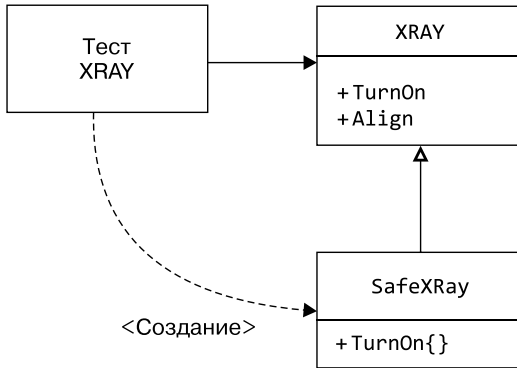 Тест
XRAY
XRAY
+TurnOn
+Align
SafeXRay
+TurnOn{}
<Создание>